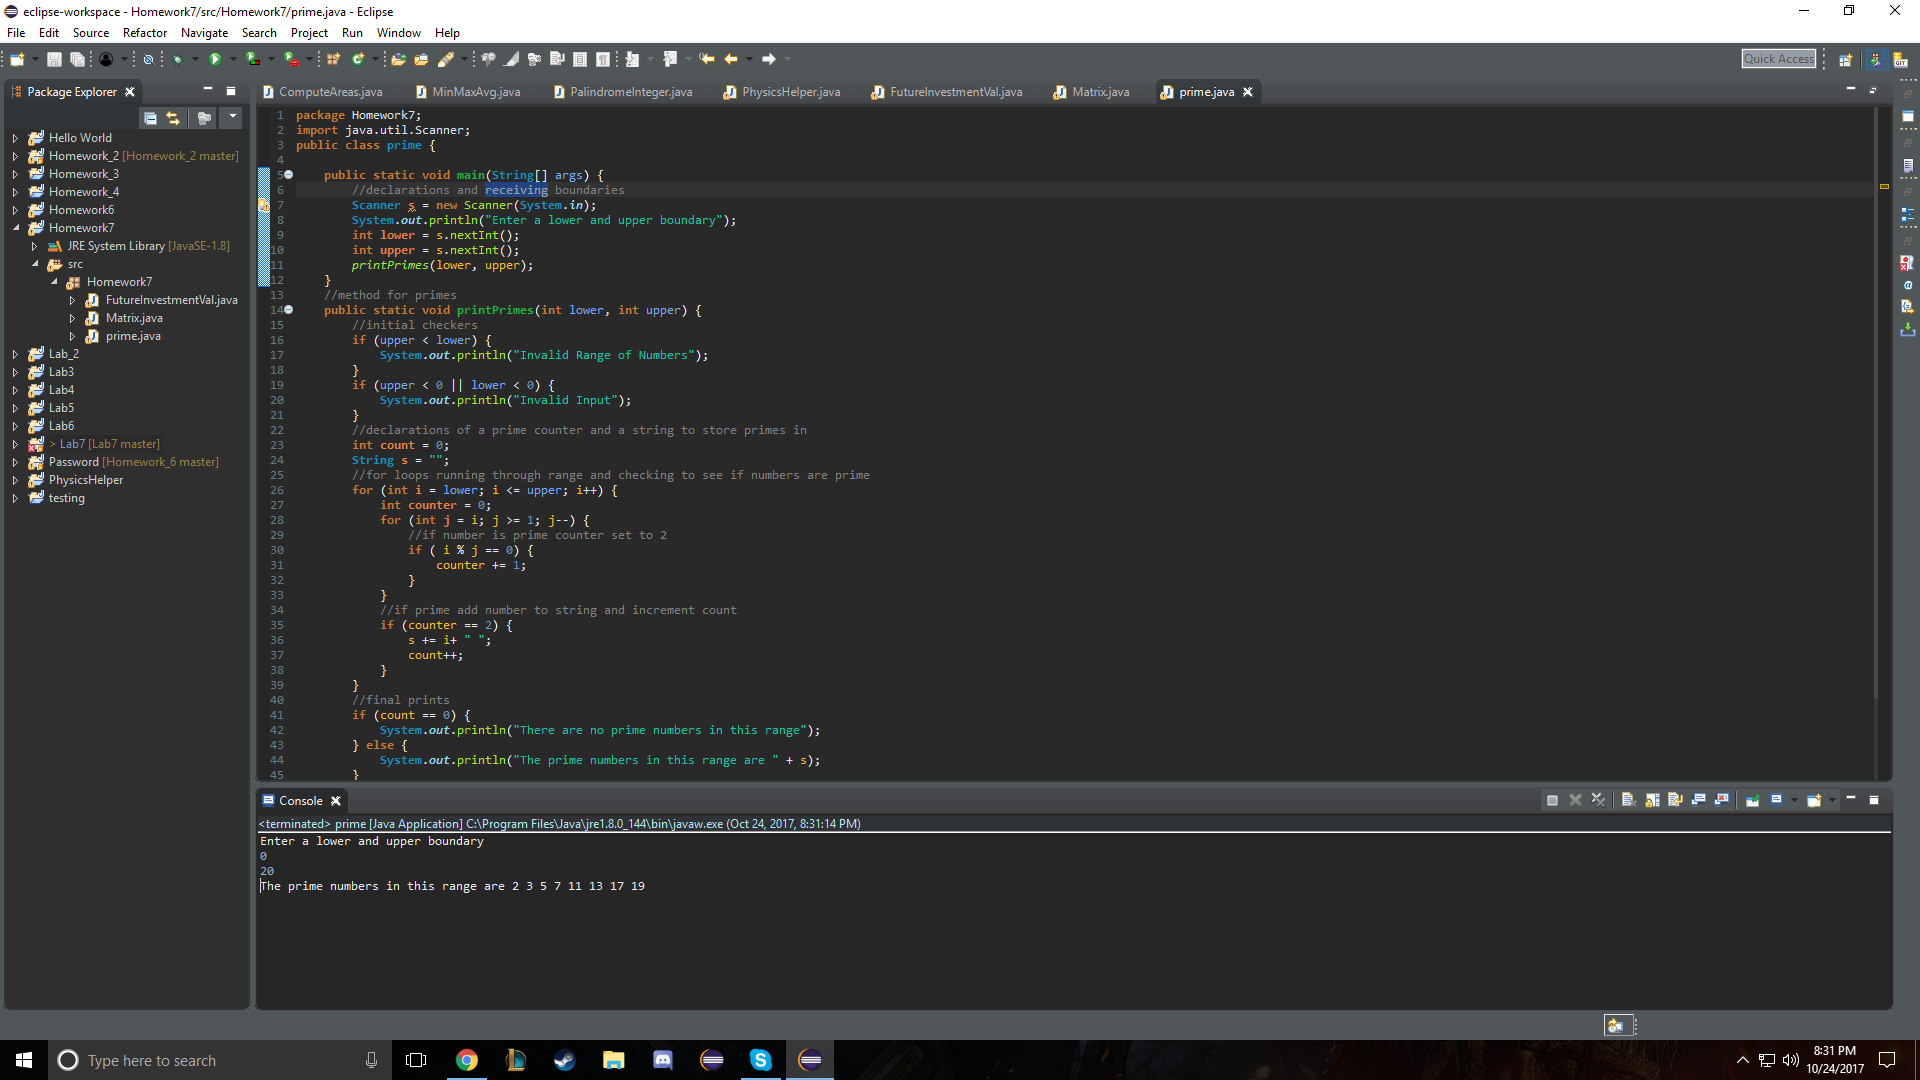 eclipse-workspace - Homework7/src/Homework7/prime.java - Eclipse
File Edit Source Refactor Navigate Search Project Run Window Help
Quick Access
Package Explorer
Hello World
Homework_2 [Homework_2 master]
Homework_3
Homework_4
Homework6
Homework7
JRE System Library [JavaSE-1.8]
src
Homework7
FutureInvestmentVal.java
Matrix.java
prime.java
Lab_2
Lab3
Lab4
Lab5
Lab6
> Lab7 [Lab7 master]
Password [Homework_6 master]
PhysicsHelper
testing
ComputeAreas.java MinMaxAvg.java PalindromeInteger.java PhysicsHelper.java FutureInvestmentVal.java Matrix.java prime.java
1 package Homework7;
2 import java.util.Scanner;
3 public class prime {
4
5 public static void main(String[] args) {
6 //declarations and receiving boundaries
7 Scanner s = new Scanner(System.in);
8 System.out.println("Enter a lower and upper boundary");
9 int lower = s.nextInt();
10 int upper = s.nextInt();
11 printPrimes(lower, upper);
12 }
13 //method for primes
14 public static void printPrimes(int lower, int upper) {
15 //initial checkers
16 if (upper < lower) {
17 System.out.println("Invalid Range of Numbers");
18 }
19 if (upper < 0 || lower < 0) {
20 System.out.println("Invalid Input");
21 }
22 //declarations of a prime counter and a string to store primes in
23 int count = 0;
24 String s = "";
25 //for loops running through range and checking to see if numbers are prime
26 for (int i = lower; i <= upper; i++) {
27 int counter = 0;
28 for (int j = i; j >= 1; j--) {
29 //if number is prime counter set to 2
30 if ( i % j == 0) {
31 counter += 1;
32 }
33 }
34 //if prime add number to string and increment count
35 if (counter == 2) {
36 s += i+ " ";
37 count++;
38 }
39 }
40 //final prints
41 if (count == 0) {
42 System.out.println("There are no prime numbers in this range");
43 } else {
44 System.out.println("The prime numbers in this range are " + s);
45 }
Console
<terminated> prime [Java Application] C:\Program Files\Java\jre1.8.0_144\bin\javaw.exe (Oct 24, 2017, 8:31:14 PM)
Enter a lower and upper boundary
0
20
The prime numbers in this range are 2 3 5 7 11 13 17 19
Type here to search
8:31 PM
10/24/2017